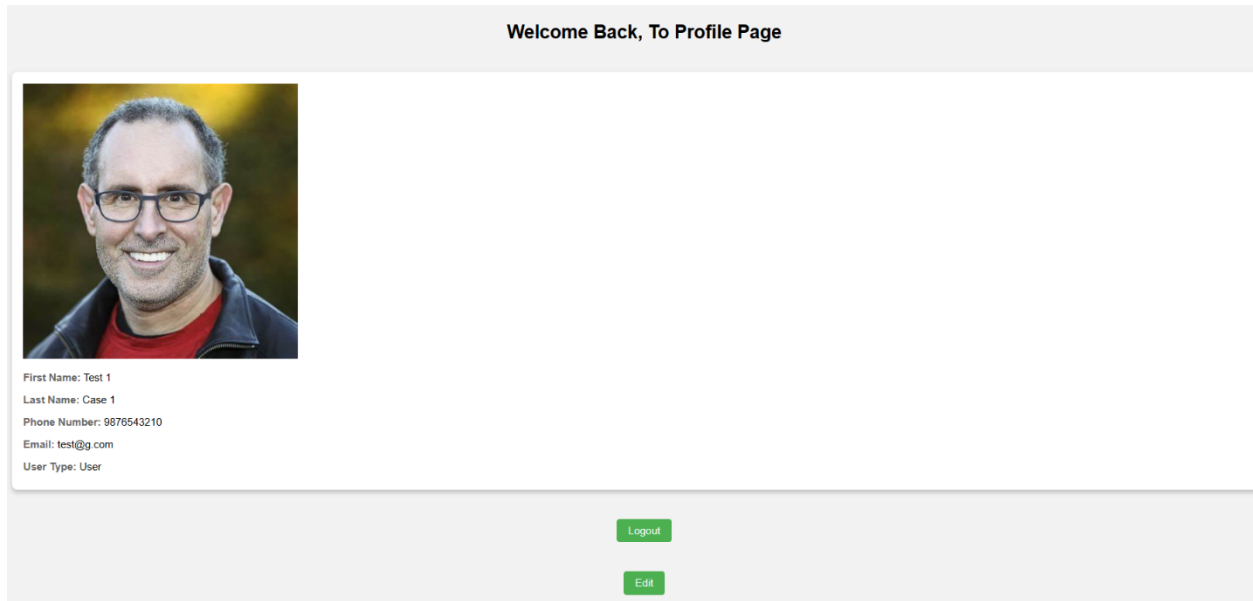 Welcome Back, To Profile Page
First Name: Test 1
Last Name: Case 1
Phone Number: 9876543210
Email: test@g.com
User Type: User
Logout
Edit